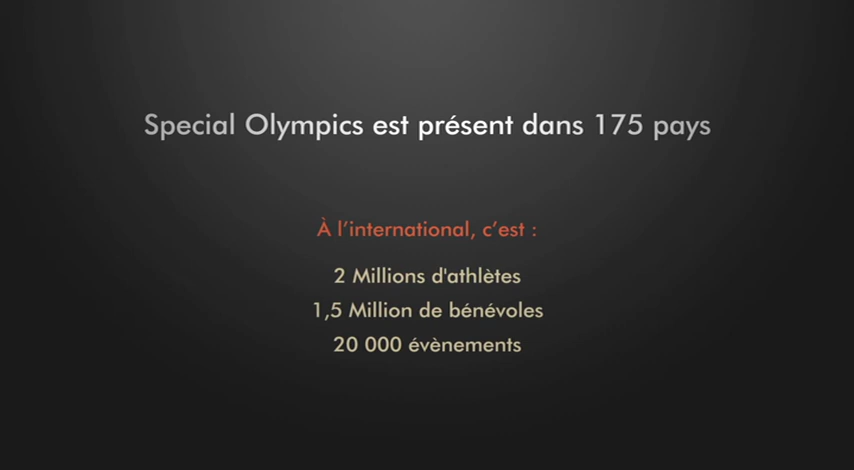 Special Olympics est présent dans 175 pays
À l’international, c’est :
2 Millions d'athlètes
1,5 Million de bénévoles
20 000 évènements